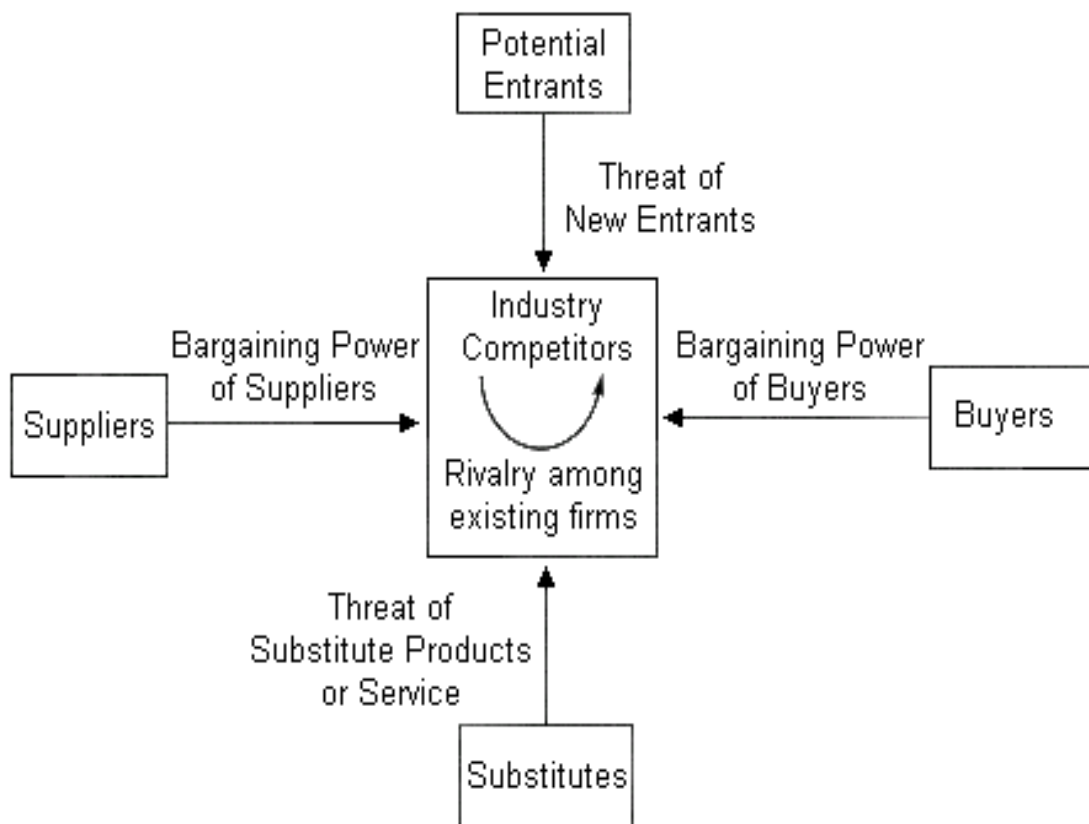 Potential
Entrants
Threat of
New Entrants
Industry
Competitors
Bargaining Power
of Suppliers
Bargaining Power
of Buyers
Suppliers
Buyers
Rivalry among
existing firms
Threat of
Substitute Products
or Service
Substitutes